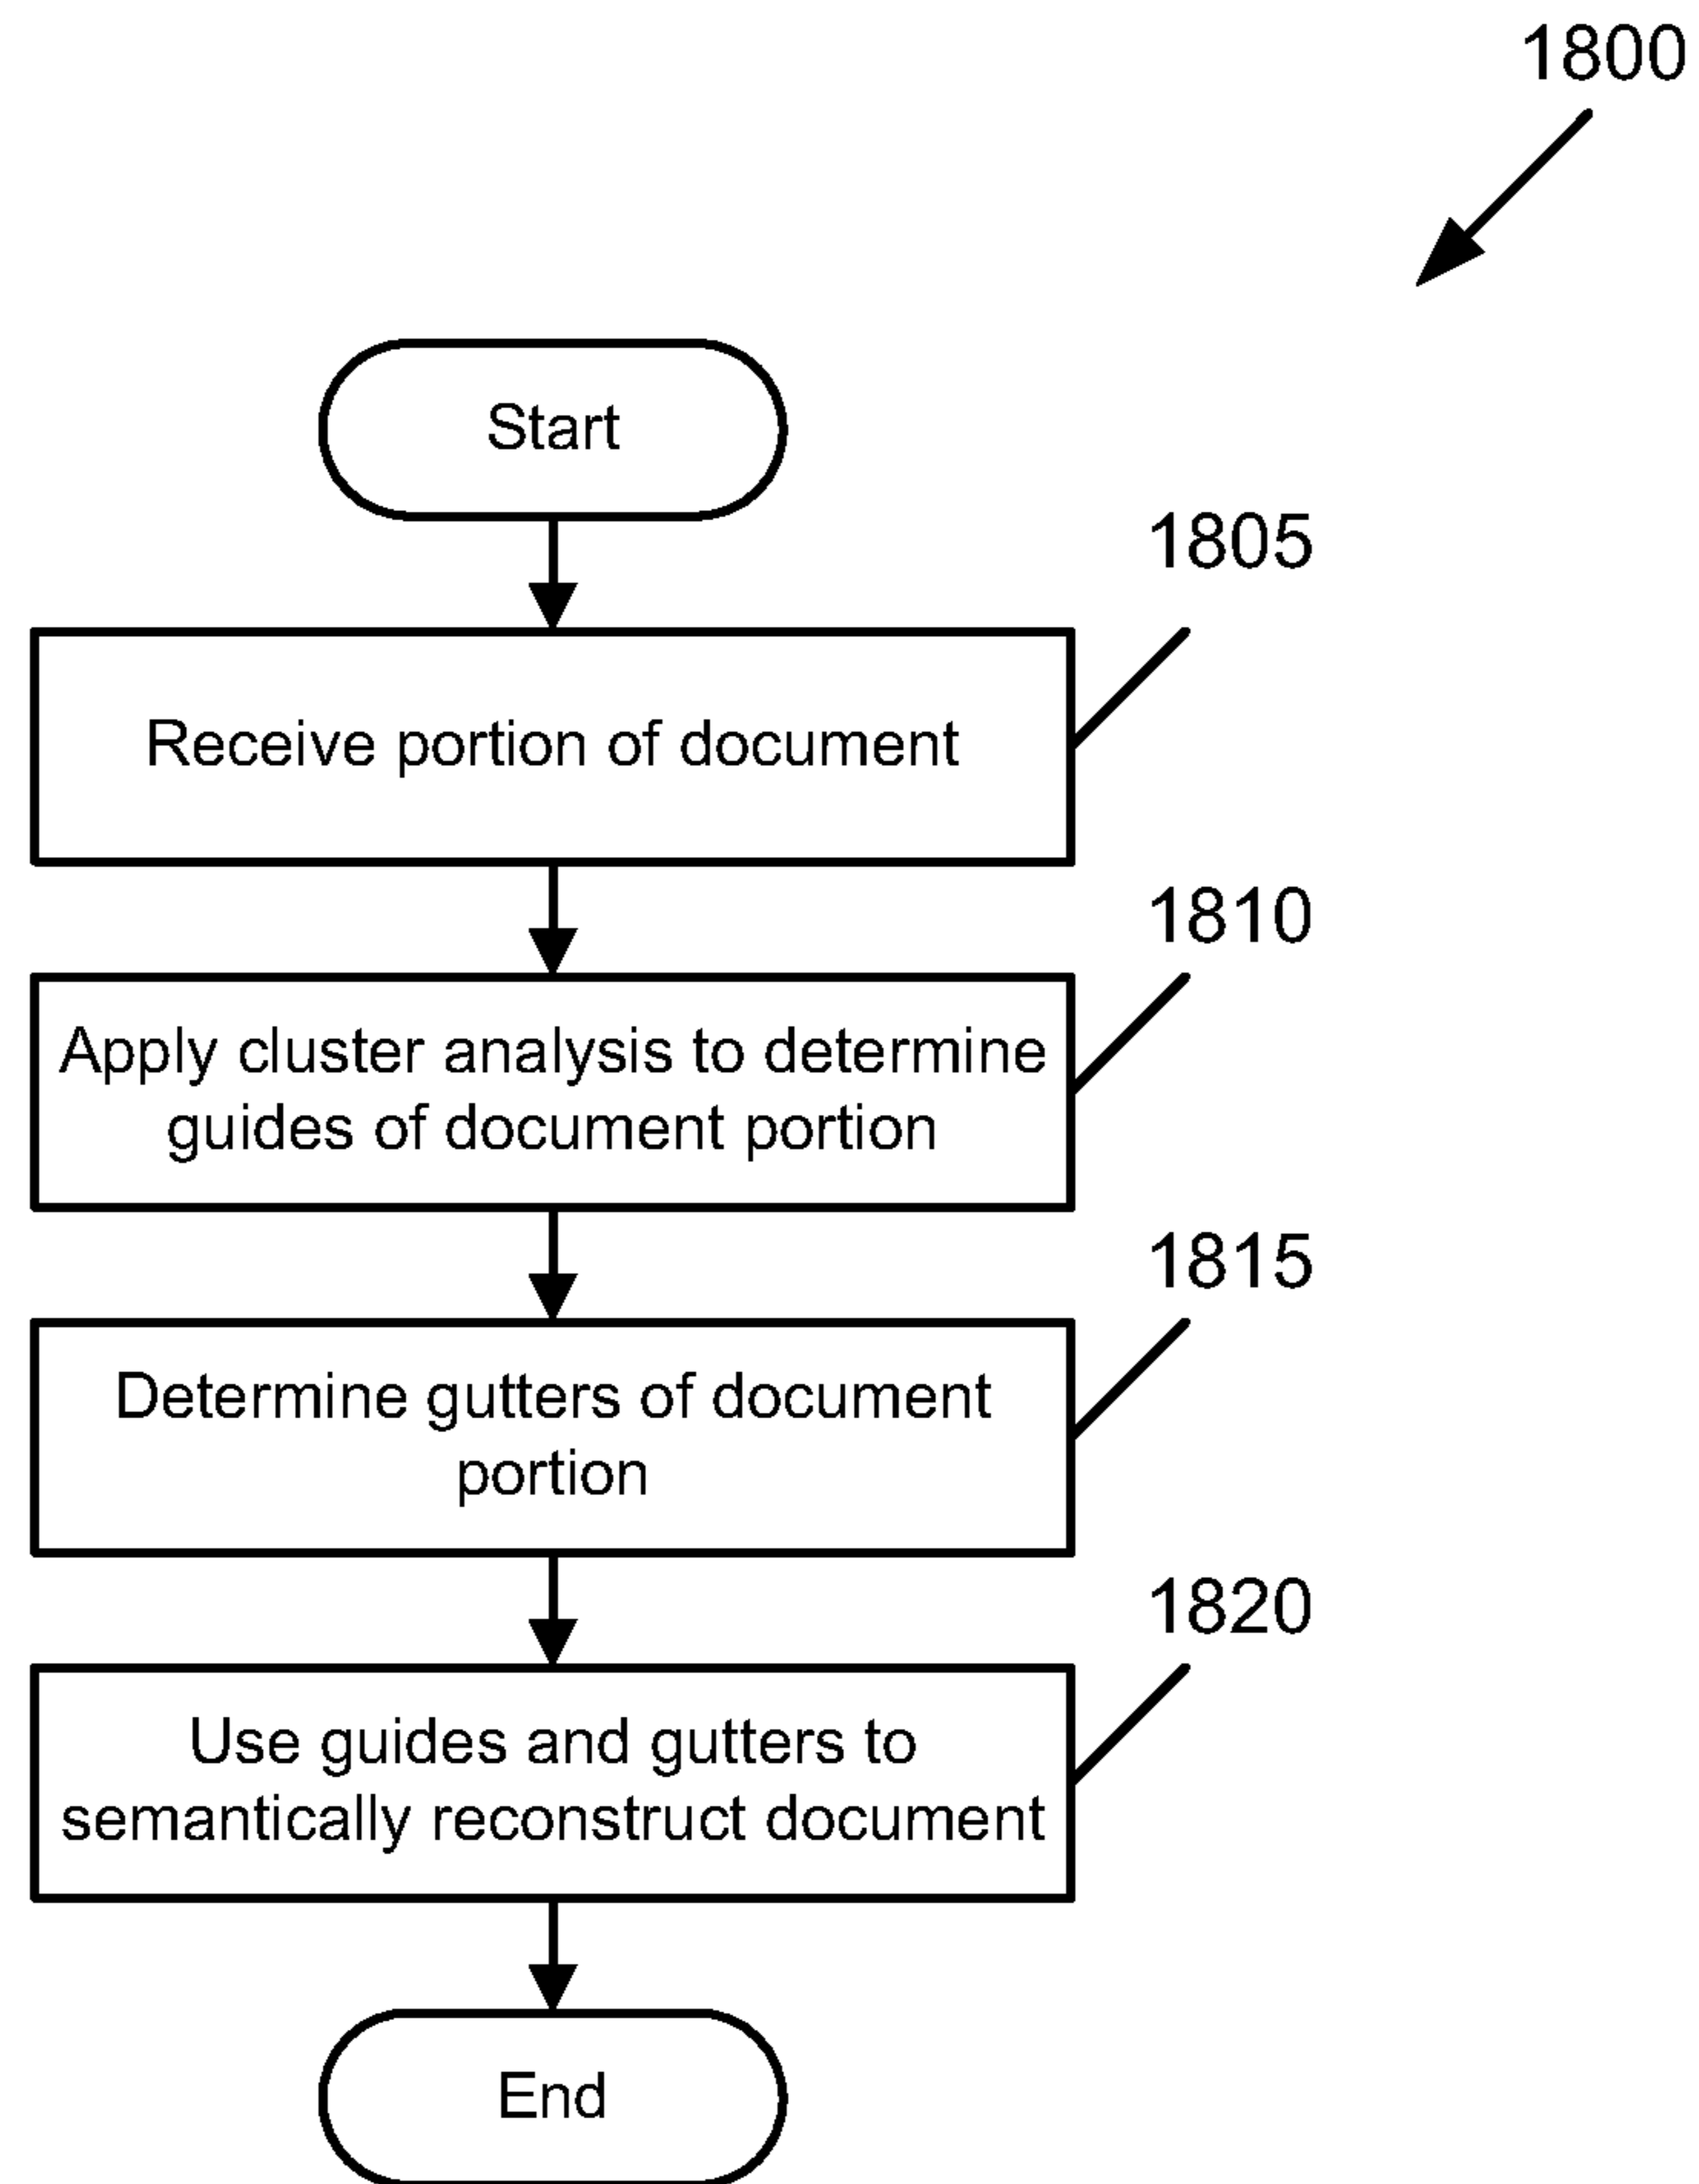 1800
Start
1805
Receive portion of document
1810
Apply cluster analysis to determine
guides of document portion
1815
Determine gutters of document
portion
1820
Use guides and gutters to
semantically reconstruct document
End